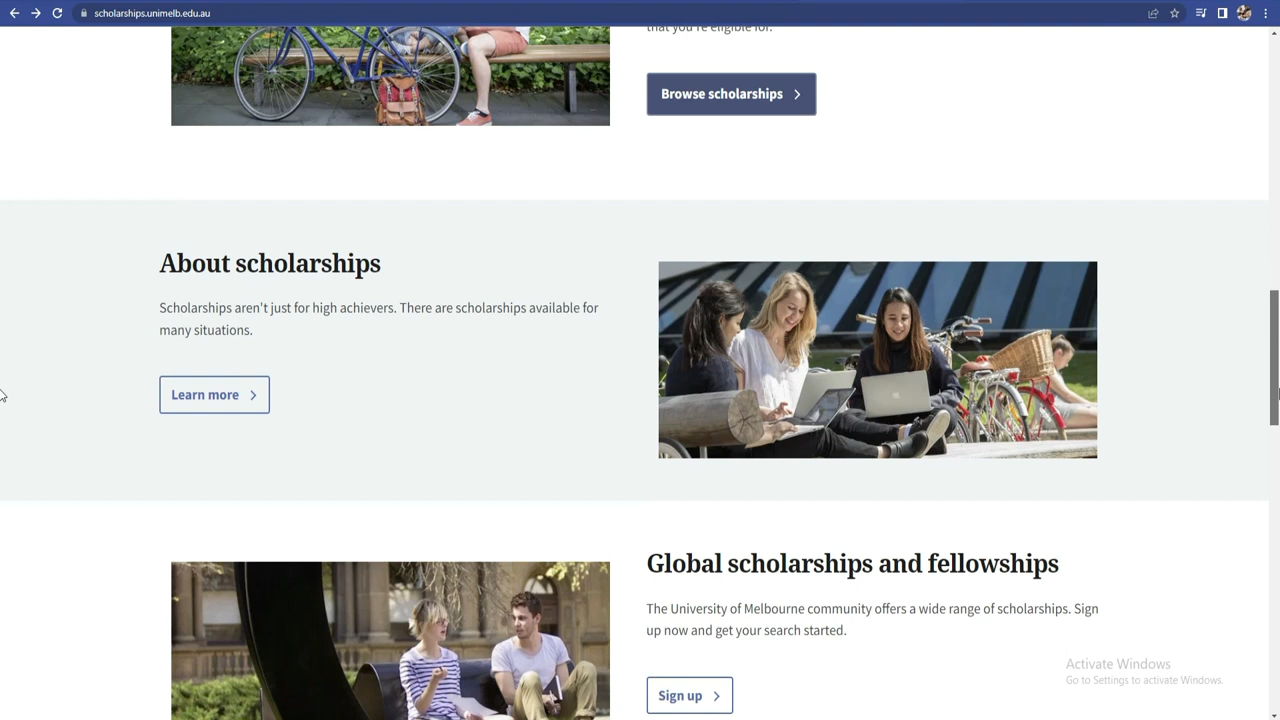 scholarships.unimelb.edu.au
that you're eligible for.
Browse scholarships
About scholarships
Scholarships aren't just for high achievers. There are scholarships available for
many situations.
Learn more
Global scholarships and fellowships
The University of Melbourne community offers a wide range of scholarships. Sign
up now and get your search started.
Sign up
Activate Windows
Go to Settings to activate Windows.